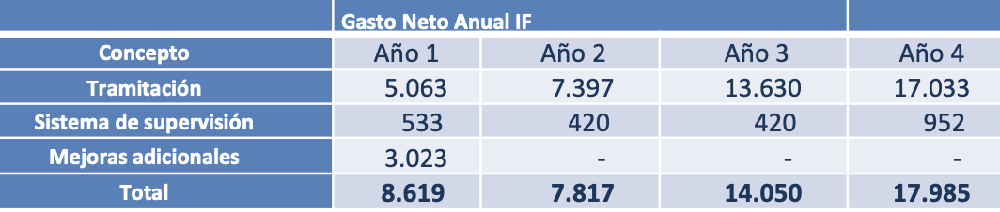 Gasto Neto Anual IF
Concepto Año 1 Año 2 Año 3 Año 4
Tramitación 5.063 7.397 13.630 17.033
Sistema de supervisión 533 420 420 952
Mejoras adicionales 3.023 - - -
Total 8.619 7.817 14.050 17.985